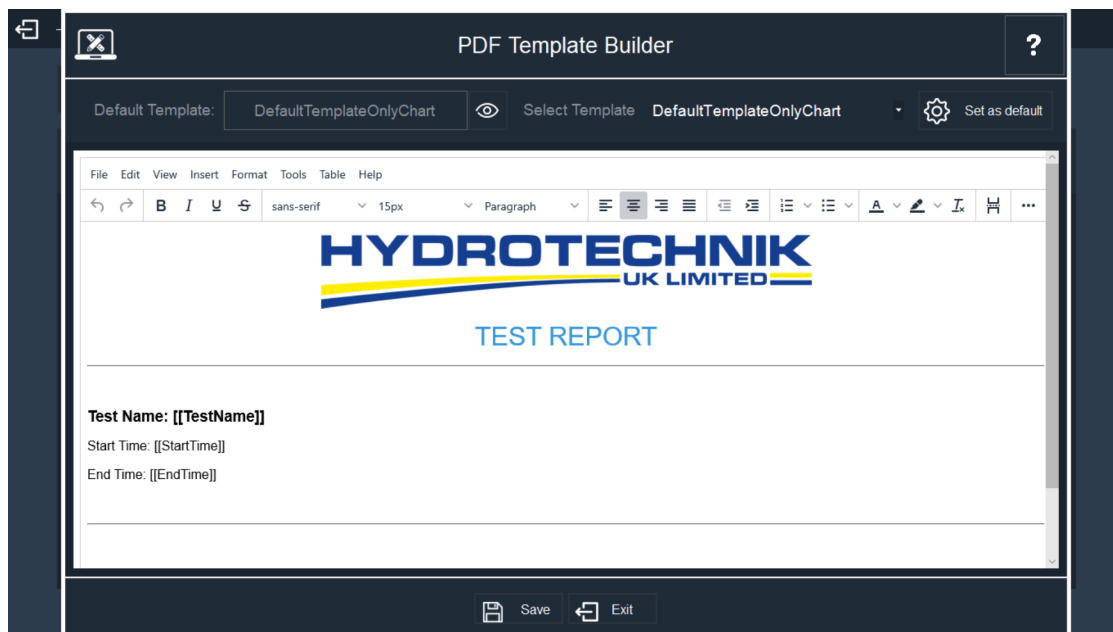 PDF Template Builder
?
Default Template: DefaultTemplateOnlyChart Select Template DefaultTemplateOnlyChart Set as default
File Edit View Insert Format Tools Table Help
B I U S sans-serif 15px Paragraph A I x ...
HYDROTECHNIK
UK LIMITED
TEST REPORT
Test Name: [[TestName]]
Start Time: [[StartTime]]
End Time: [[EndTime]]
Save Exit